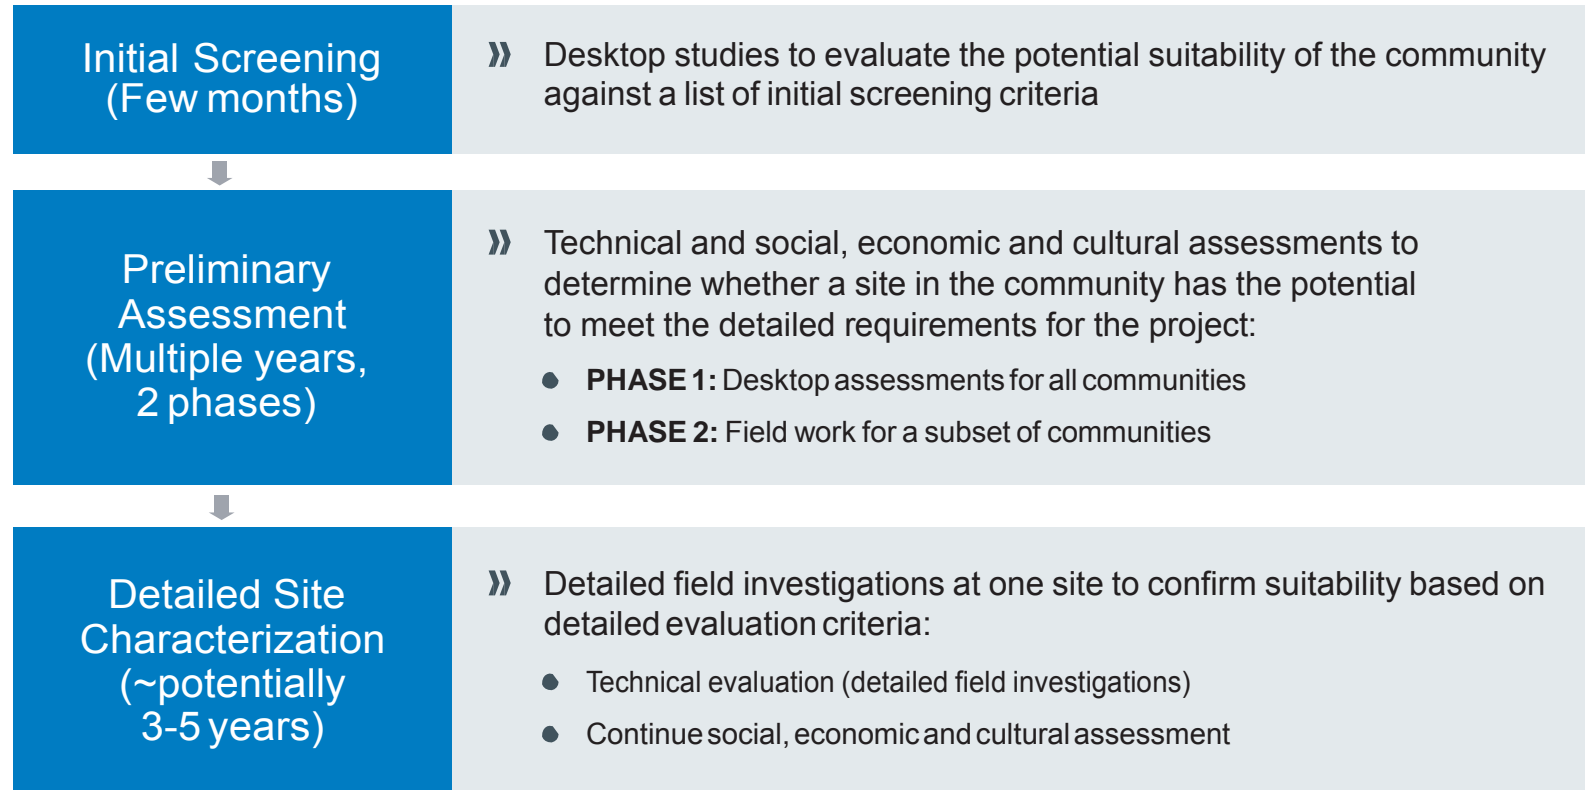 Initial Screening
(Few months)
Desktop studies to evaluate the potential suitability of the community
against a list of initial screening criteria
Preliminary
Assessment
(Multiple years,
2 phases)
Technical and social, economic and cultural assessments to
determine whether a site in the community has the potential
to meet the detailed requirements for the project:
PHASE 1: Desktop assessments for all communities
PHASE 2: Field work for a subset of communities
Detailed Site
Characterization
(~potentially
3-5 years)
Detailed field investigations at one site to confirm suitability based on
detailed evaluation criteria:
Technical evaluation (detailed field investigations)
Continue social, economic and cultural assessment